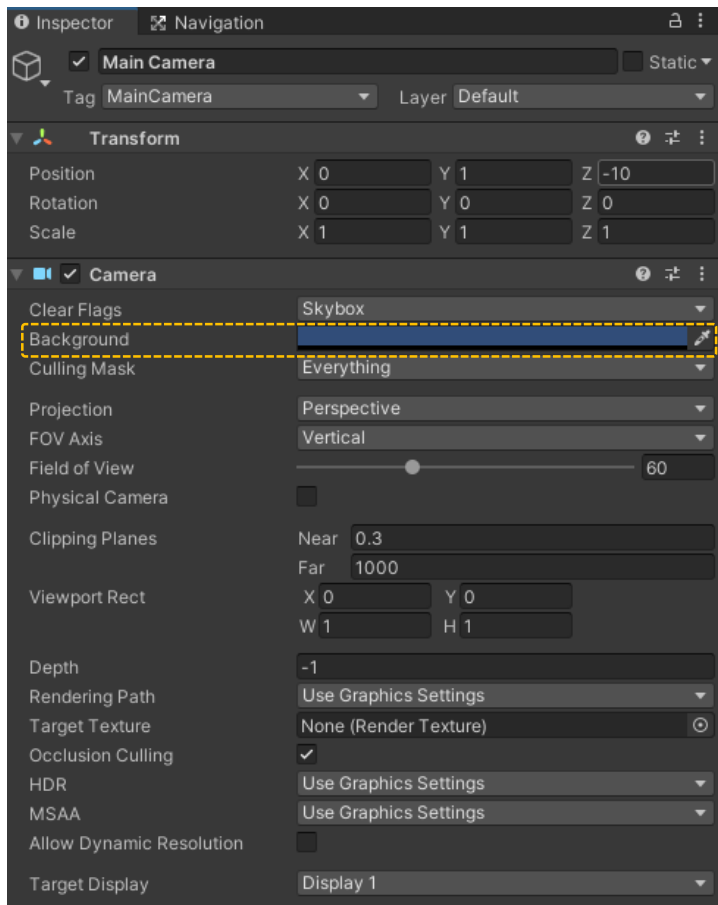 Inspector Navigation
Main Camera Static
Tag MainCamera Layer Default
Transform
Position X 0 Y 1 Z -10
Rotation X 0 Y 0 Z 0
Scale X 1 Y 1 Z 1
Camera
Clear Flags Skybox
Background
Culling Mask Everything
Projection Perspective
FOV Axis Vertical
Field of View 60
Physical Camera
Clipping Planes Near 0.3
Far 1000
Viewport Rect X 0 Y 0
W 1 H 1
Depth -1
Rendering Path Use Graphics Settings
Target Texture None (Render Texture)
Occlusion Culling
HDR Use Graphics Settings
MSAA Use Graphics Settings
Allow Dynamic Resolution
Target Display Display 1